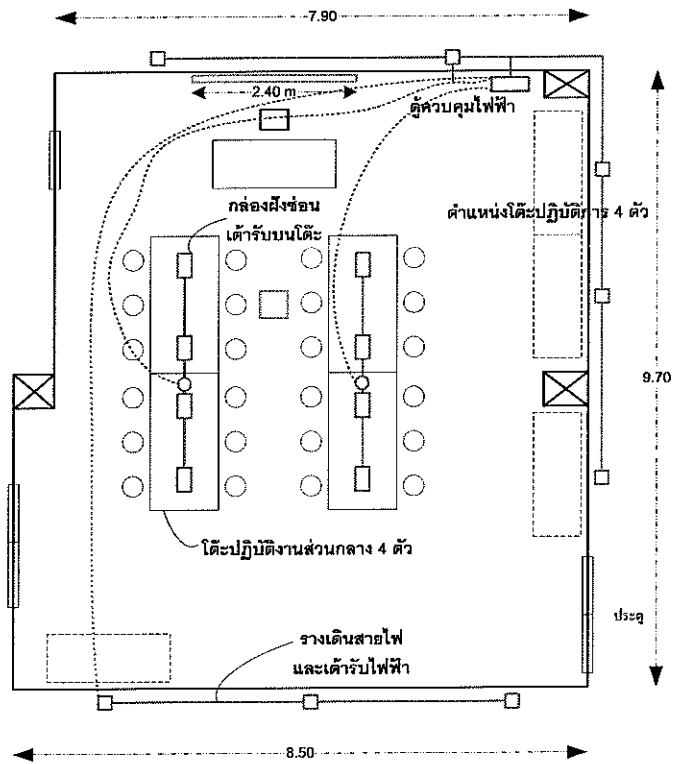 7.90
2.40 m
ตู้ควบคุมไฟฟ้า
กล่องฝังซ่อน
เต้ารับบนโต๊ะ
ตำแหน่งโต๊ะปฏิบัติการ 4 ตัว
9.70
โต๊ะปฏิบัติงานส่วนกลาง 4 ตัว
ประตู
รางเดินสายไฟ
และเต้ารับไฟฟ้า
8.50